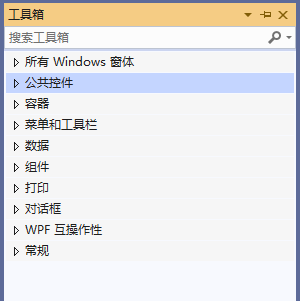 工具箱
搜索工具箱
所有 Windows 窗体
公共控件
容器
菜单和工具栏
数据
组件
打印
对话框
WPF 互操作性
常规